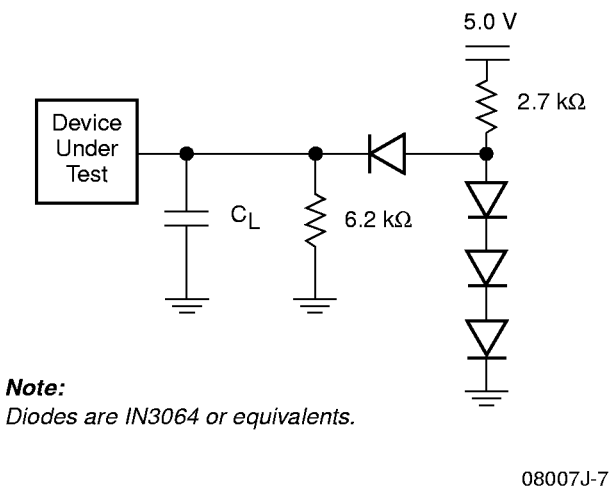 5.0 V
2.7 kΩ
Device
Under
Test
CL
6.2 kΩ
Note:
Diodes are IN3064 or equivalents.
08007J-7